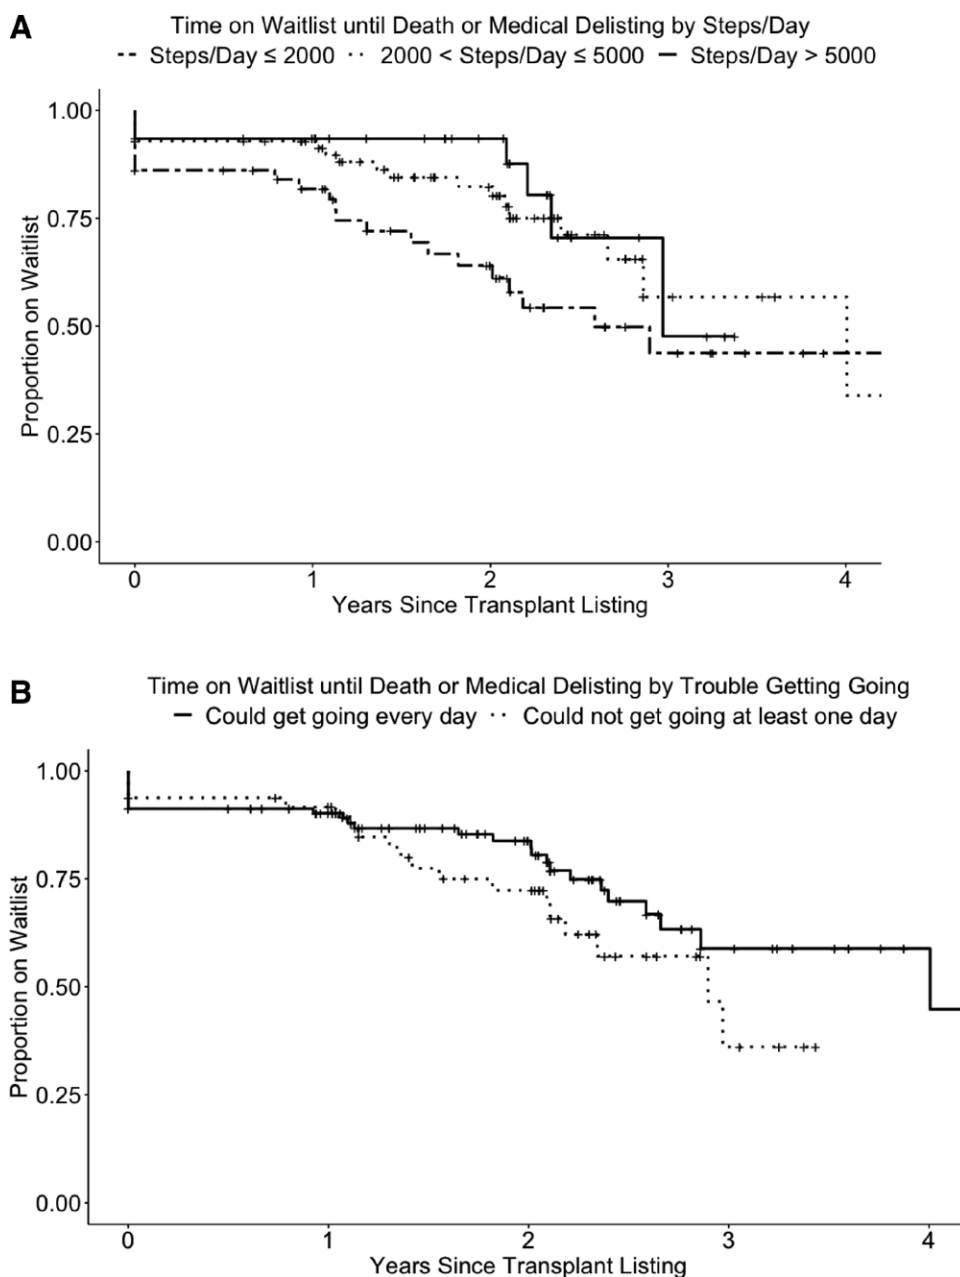 A
Time on Waitlist until Death or Medical Delisting by Steps/Day
Steps/Day ≤ 2000 2000 < Steps/Day ≤ 5000 Steps/Day > 5000
Proportion on Waitlist
1.00
0.75
0.50
0.25
0.00
0 1 2 3 4
Years Since Transplant Listing
B
Time on Waitlist until Death or Medical Delisting by Trouble Getting Going
Could get going every day Could not get going at least one day
Proportion on Waitlist
1.00
0.75
0.50
0.25
0.00
0 1 2 3 4
Years Since Transplant Listing